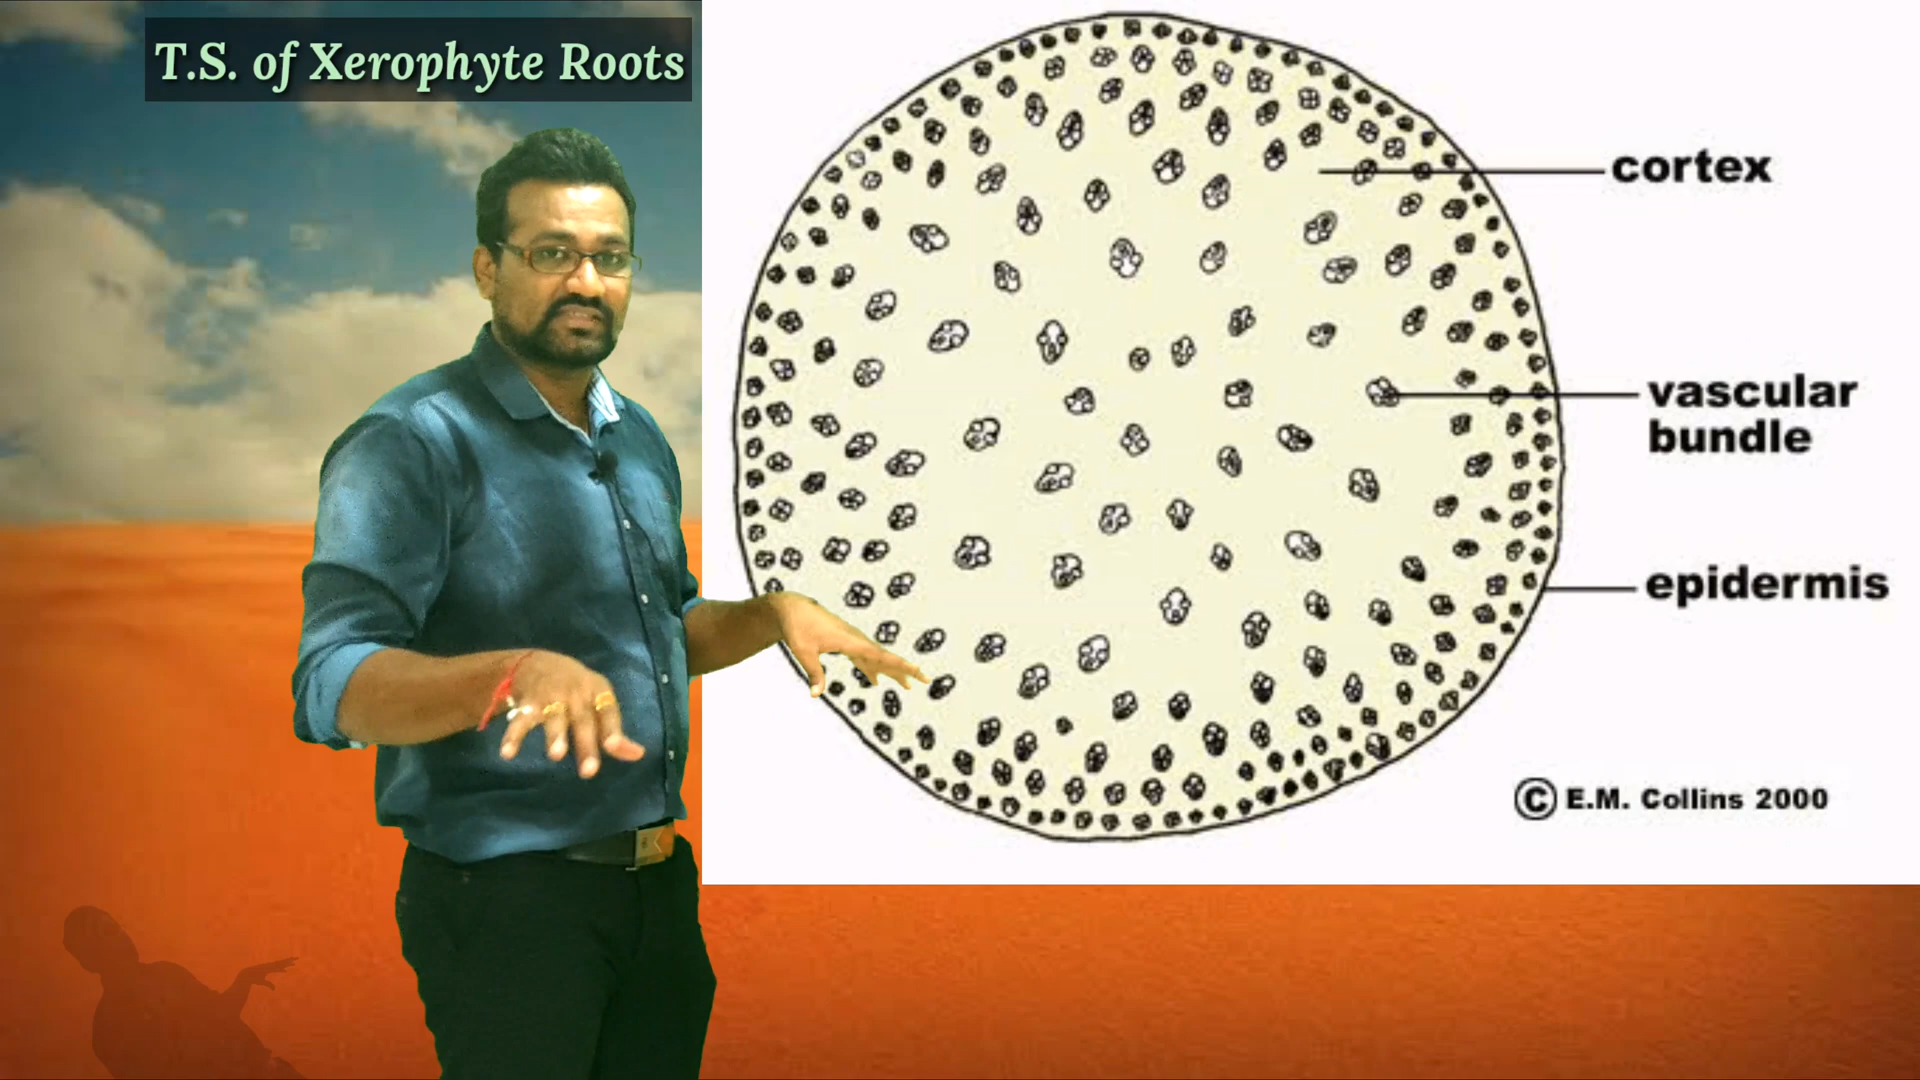 T.S. of Xerophyte Roots
cortex
vascular
bundle
epidermis
© E.M. Collins 2000